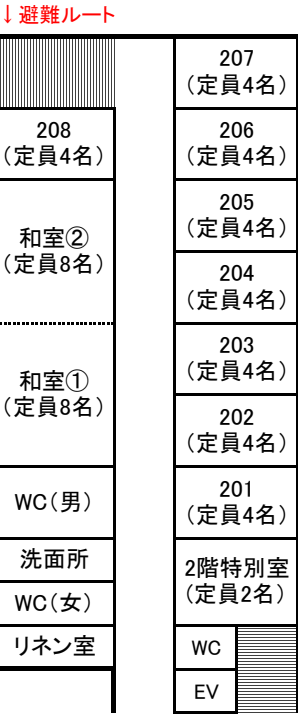 ↓避難ルート
207
(定員4名)
208
(定員4名)
206
(定員4名)
205
(定員4名)
和室②
(定員8名)
204
(定員4名)
203
(定員4名)
和室①
(定員8名)
202
(定員4名)
WC(男)
201
(定員4名)
洗面所
2階特別室
(定員2名)
WC(女)
リネン室
WC
EV